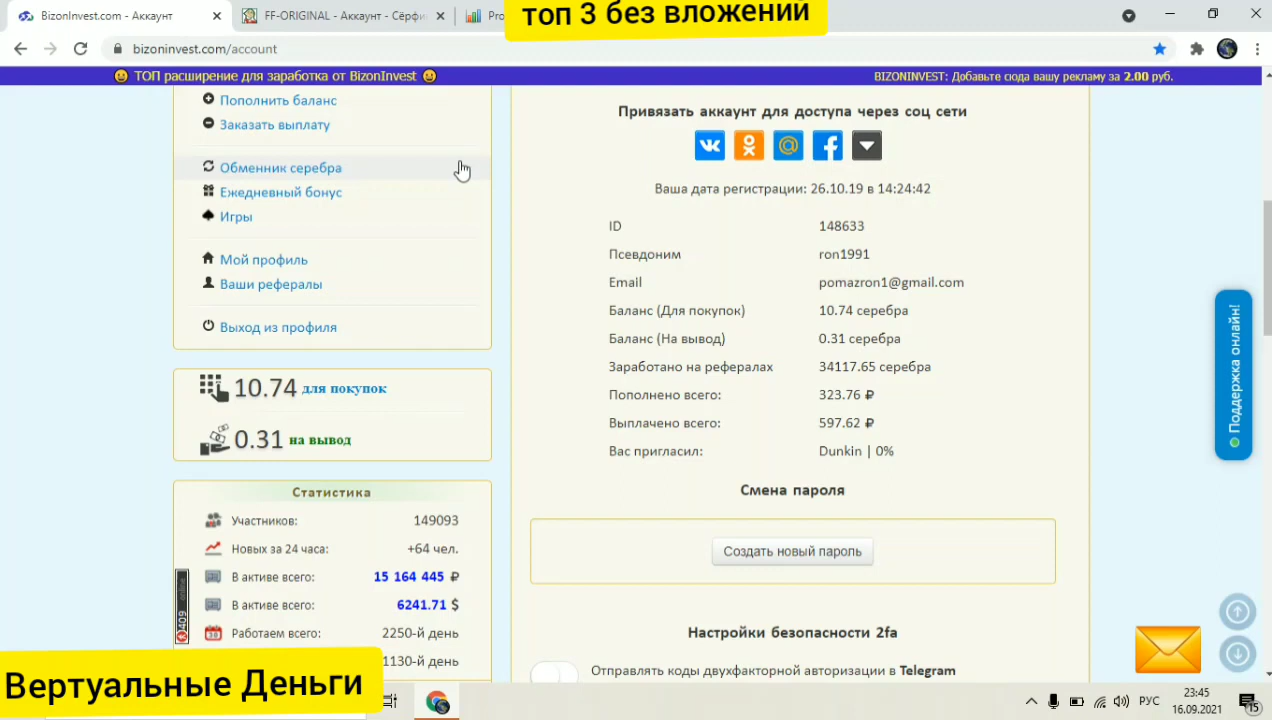 BizonInvest.com - Аккаунт
FF-ORIGINAL - Аккаунт - Сёрфи
Pro
топ 3 без вложений
bizoninvest.com/account
ТОП расширение для заработка от BizonInvest
BIZONINVEST: Добавьте сюда вашу рекламу за 2.00 руб.
Пополнить баланс
Заказать выплату
Обменник серебра
Ежедневный бонус
Игры
Мой профиль
Ваши рефералы
Выход из профиля
10.74 для покупок
0.31 на вывод
Статистика
Участников: 149093
Новых за 24 часа: +64 чел.
В активе всего: 15 164 445 ₽
В активе всего: 6241.71 $
Работаем всего: 2250-й день
1130-й день
409 online
Привязать аккаунт для доступа через соц сети
Ваша дата регистрации: 26.10.19 в 14:24:42
ID 148633
Псевдоним ron1991
Email pomazron1@gmail.com
Баланс (Для покупок) 10.74 серебра
Баланс (На вывод) 0.31 серебра
Заработано на рефералах 34117.65 серебра
Пополнено всего: 323.76 ₽
Выплачено всего: 597.62 ₽
Вас пригласил: Dunkin | 0%
Смена пароля
Создать новый пароль
Настройки безопасности 2fa
Отправлять коды двухфакторной авторизации в Telegram
Поддержка онлайн!
Вертуальные Деньги
РУС
23:45
16.09.2021
15